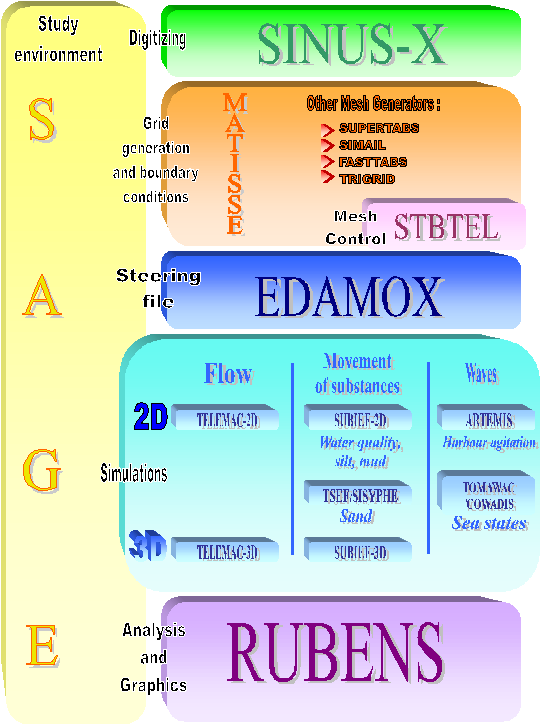 Study
environment
S
A
G
E
Digitizing
SINUS-X
Grid
generation
and boundary
conditions
MATISSE
Other Mesh Generators :
SUPERTABS
SIMAIL
FASTTABS
TRIGRID
Mesh
Control
STBTEL
Steering
file
EDAMOX
Simulations
Flow
Movement
of substances
Waves
2D
TELEMAC-2D
SUBIEF-2D
ARTEMIS
Water quality,
silt, mud
Harbour agitation
TSEF/SISYPHE
Sand
TOMAWAC
COWADIS
Sea states
3D
TELEMAC-3D
SUBIEF-3D
Analysis
and
Graphics
RUBENS